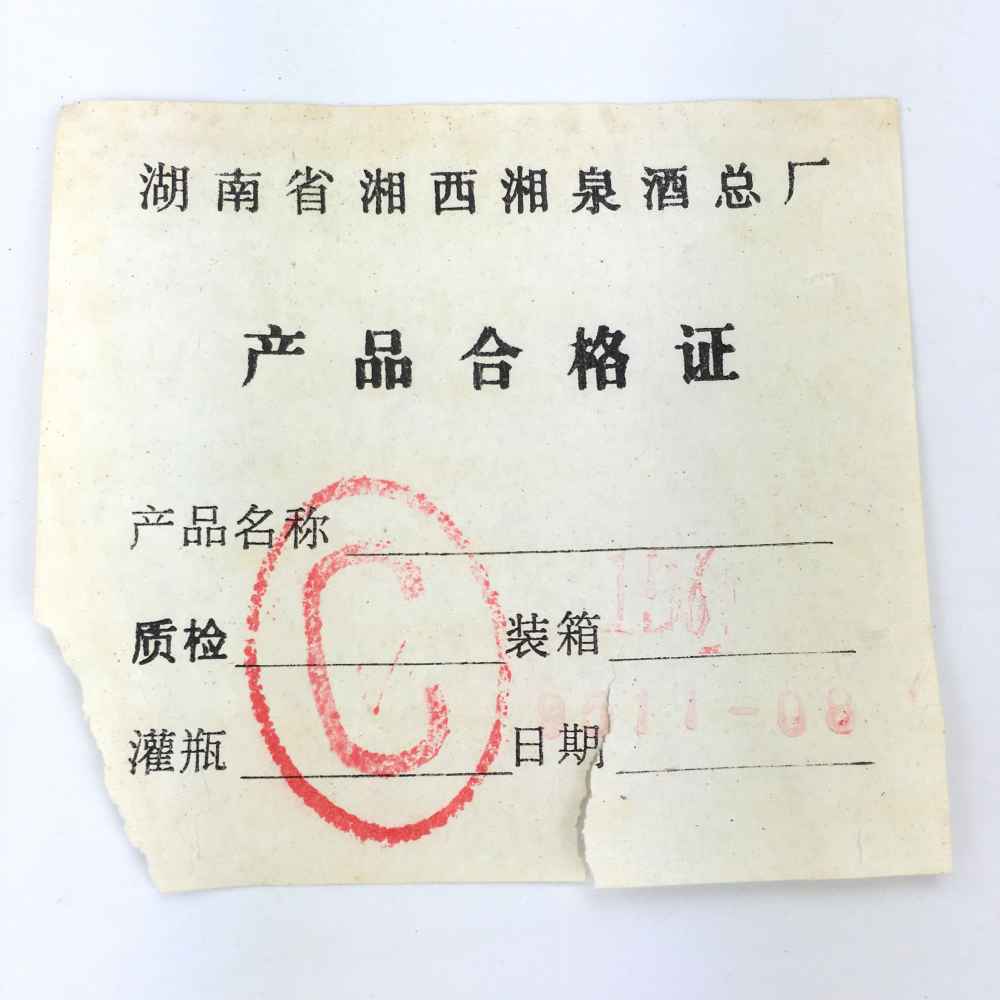 湖南省湘西湘泉酒总厂
产品合格证
产品名称
质检 装箱
灌瓶 日期
C